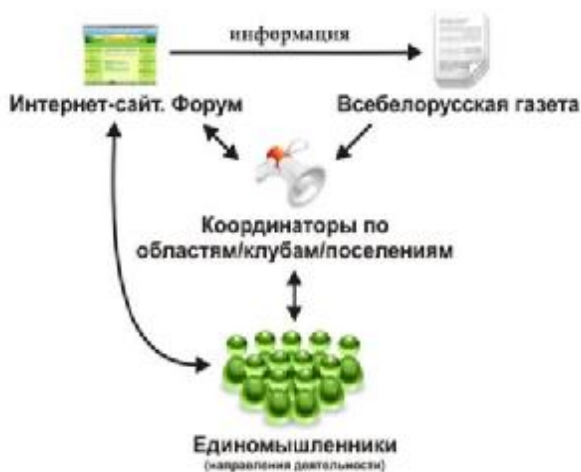 информация
Интернет-сайт. Форум
Всебелорусская газета
Координаторы по
областям/клубам/поселениям
Единомышленники
(направления деятельности)